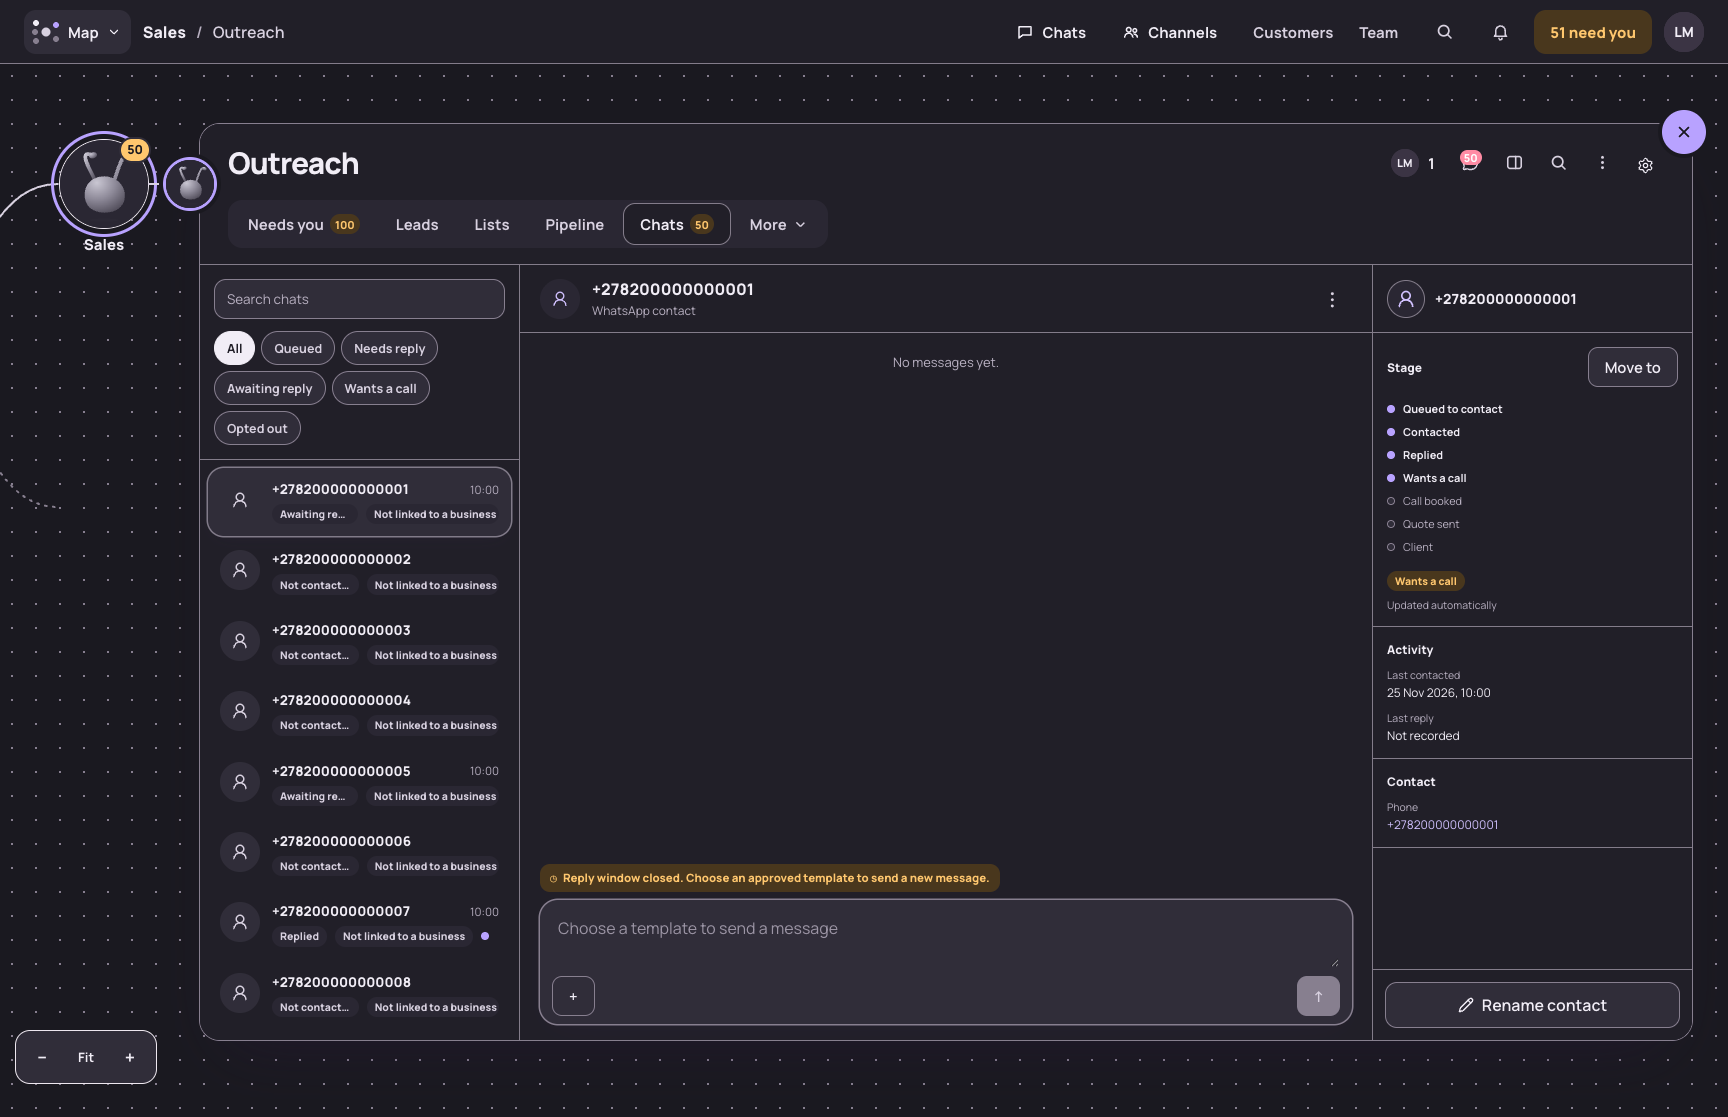 Map
Sales / Outreach
Chats
Channels
Customers
Team
51 need you
LM
50
Sales
Outreach
LM 1
50
Needs you 100
Leads
Lists
Pipeline
Chats 50
More
Search chats
All
Queued
Needs reply
Awaiting reply
Wants a call
Opted out
+278200000000001 10:00
Awaiting re... Not linked to a business
+278200000000002
Not contact... Not linked to a business
+278200000000003
Not contact... Not linked to a business
+278200000000004
Not contact... Not linked to a business
+278200000000005 10:00
Awaiting re... Not linked to a business
+278200000000006
Not contact... Not linked to a business
+278200000000007 10:00
Replied Not linked to a business
+278200000000008
Not contact... Not linked to a business
+278200000000001
WhatsApp contact
No messages yet.
Reply window closed. Choose an approved template to send a new message.
Choose a template to send a message
+278200000000001
Stage
Move to
Queued to contact
Contacted
Replied
Wants a call
Call booked
Quote sent
Client
Wants a call
Updated automatically
Activity
Last contacted
25 Nov 2026, 10:00
Last reply
Not recorded
Contact
Phone
+278200000000001
Rename contact
− Fit +